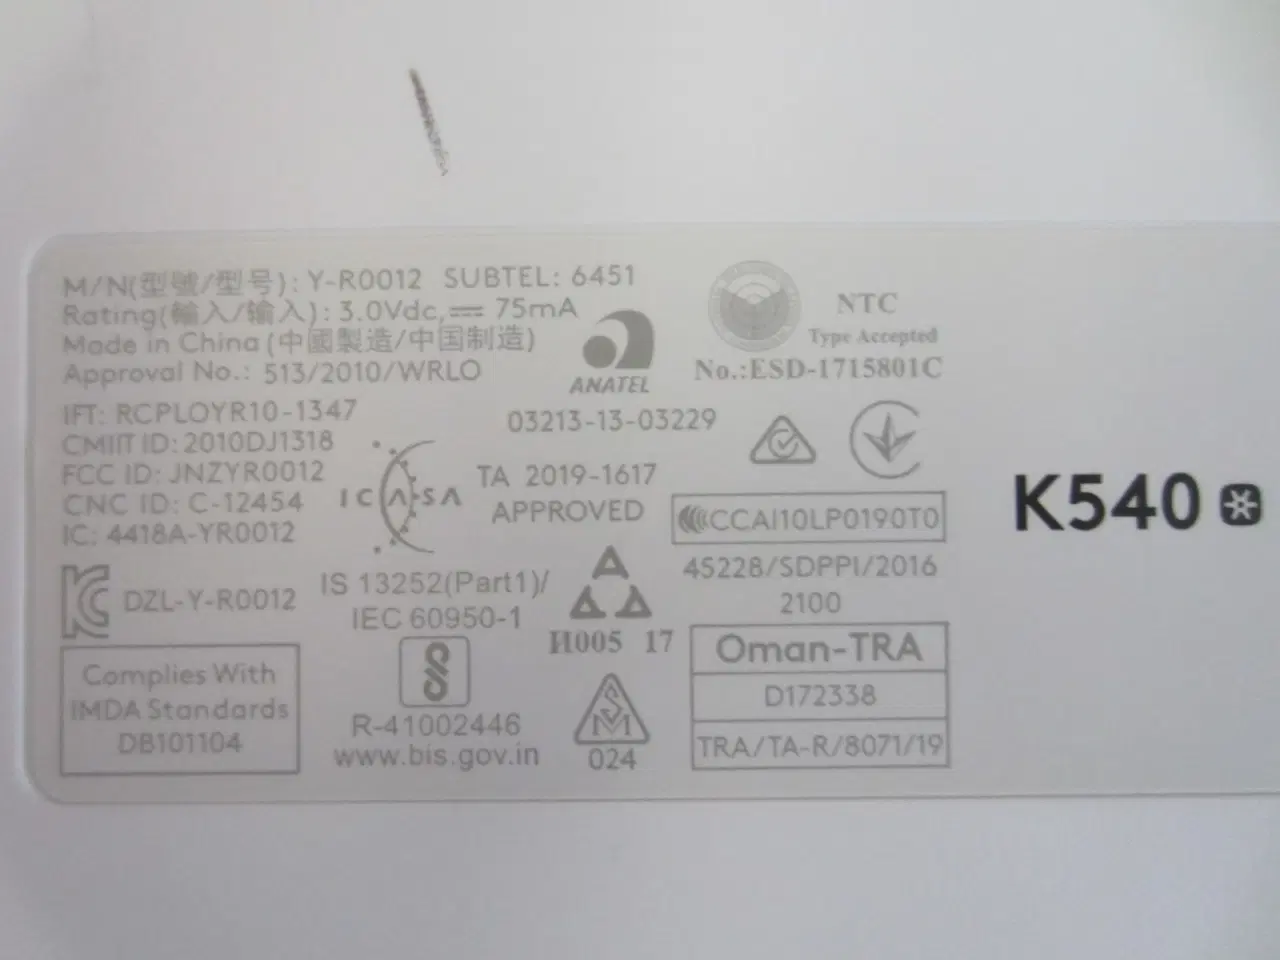 M/N(型號/型号): Y-R0012 SUBTEL: 6451
Rating(輸入/输入): 3.0Vdc, 75mA
Made in China (中國製造/中国制造)
Approval No.: 513/2010/WRLO
IFT: RCPLOYR10-1347
CMIIT ID: 2010DJ1318
FCC ID: JNZYR0012
CNC ID: C-12454
IC: 4418A-YR0012
DZL-Y-R0012
Complies With
IMDA Standards
DB101104
ANATEL
03213-13-03229
ICASA
TA 2019-1617
APPROVED
IS 13252(Part1)/
IEC 60950-1
R-41002446
www.bis.gov.in
H005 17
SM
024
NTC
Type Accepted
No.:ESD-1715801C
CCAI10LP0190T0
45228/SDPPI/2016
2100
Oman-TRA
D172338
TRA/TA-R/8071/19
K540